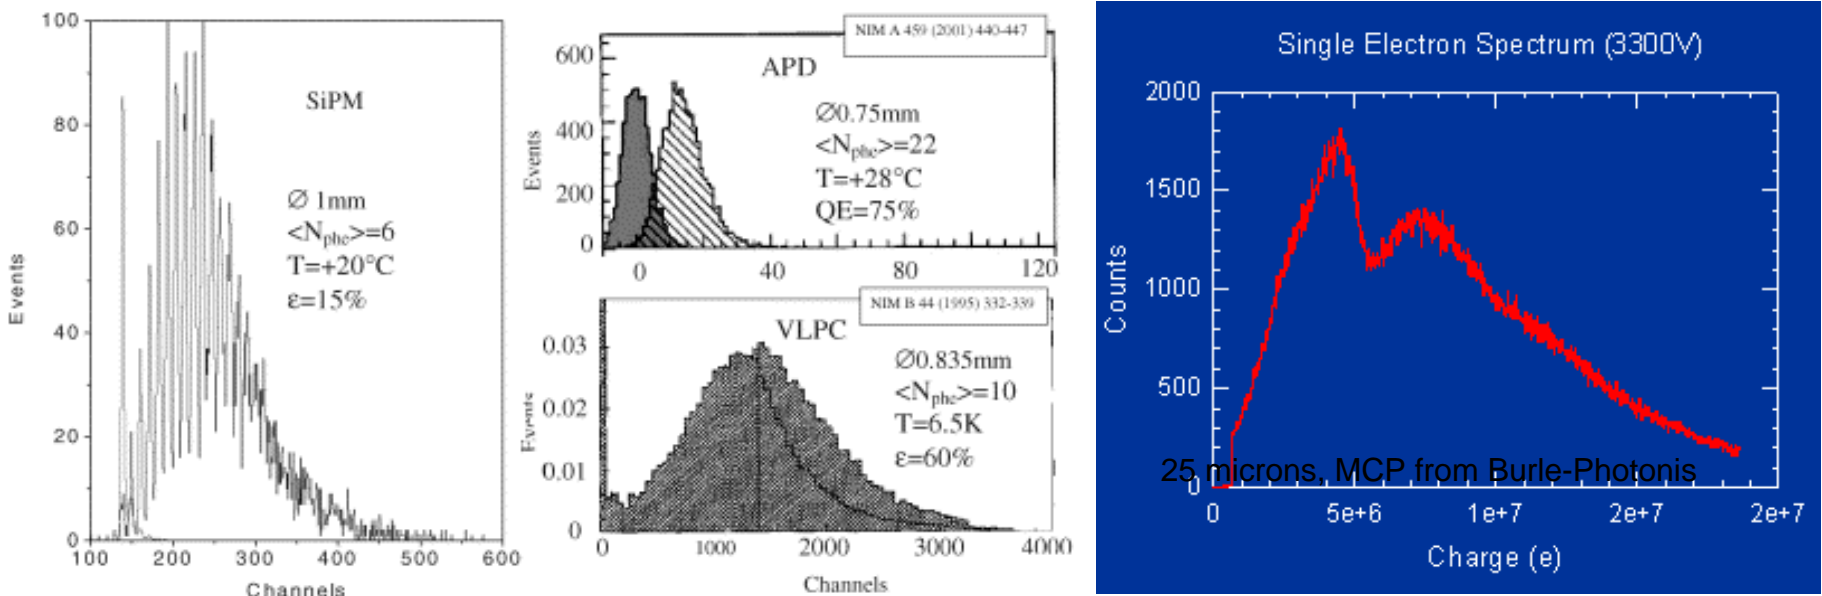 100
80
60
40
20
0
100
200
300
400
500
600
Events
Channels
SiPM
Ø 1mm
<Nphe>=6
T=+20°C
ε=15%
NIM A 459 (2001) 440-447
APD
Ø0.75mm
<Nphe>=22
T=+28°C
QE=75%
600
400
200
0
Events
0
40
80
120
NIM B 44 (1995) 332-339
VLPC
Ø0.835mm
<Nphe>=10
T=6.5K
ε=60%
0.03
0.02
0.01
0
Events
0
1000
2000
3000
4000
Channels
Single Electron Spectrum (3300V)
2000
1500
1000
500
0
Counts
25 microns, MCP from Burle-Photonis
0
5e+6
1e+7
2e+7
2e+7
Charge (e)